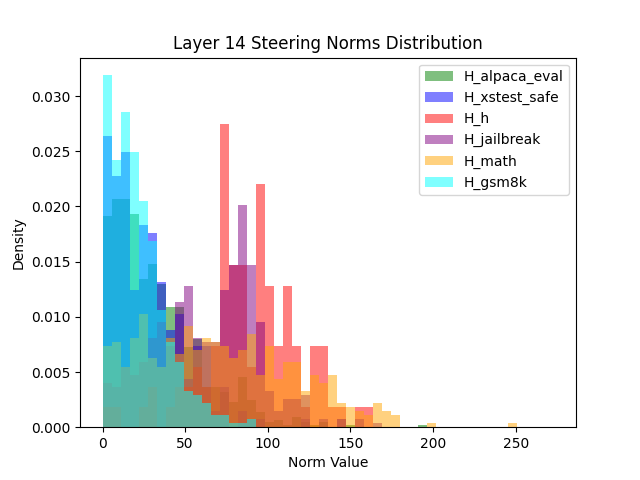 Layer 14 Steering Norms Distribution
H_alpaca_eval
H_xstest_safe
H_h
H_jailbreak
H_math
H_gsm8k
0.030
0.025
0.020
0.015
0.010
0.005
0.000
Density
0
50
100
150
200
250
Norm Value